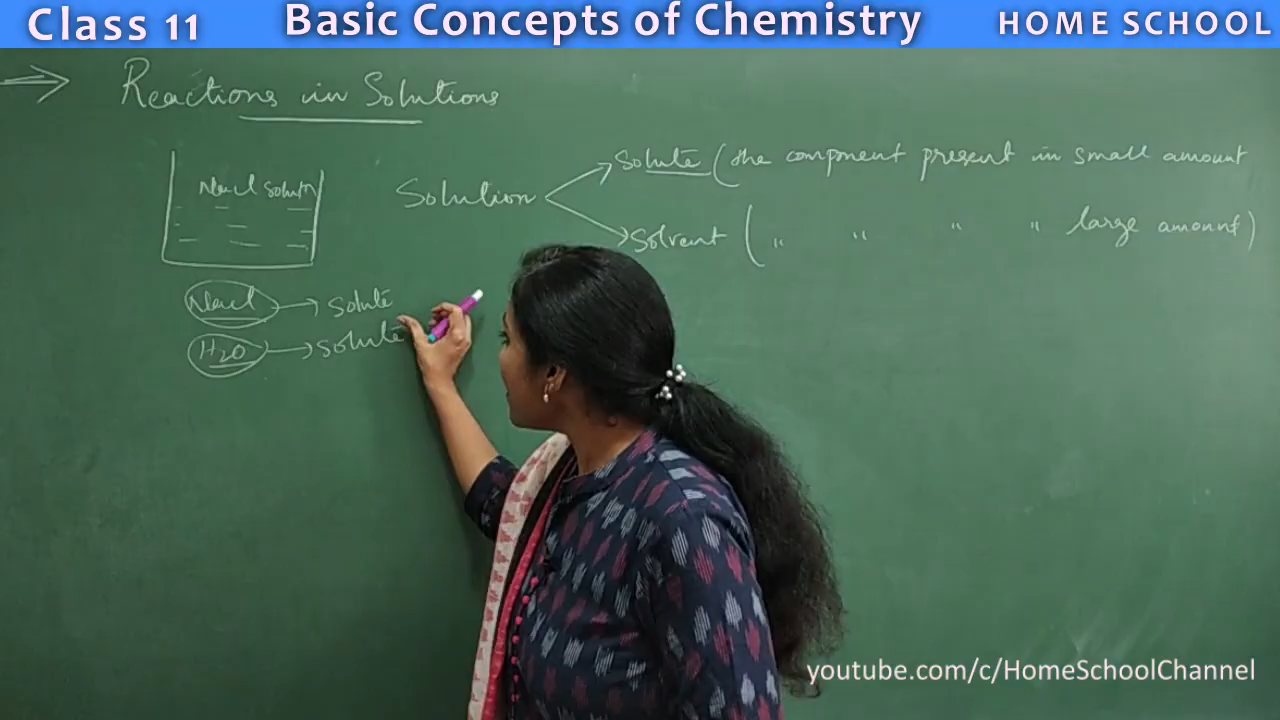 Class 11 Basic Concepts of Chemistry HOME SCHOOL
Reactions in Solutions
Solute (the component present in small amount
NaCl solution
Solution
Solvent ( " " " " large amount)
NaCl → solute
H2O → solute
youtube.com/c/HomeSchoolChannel